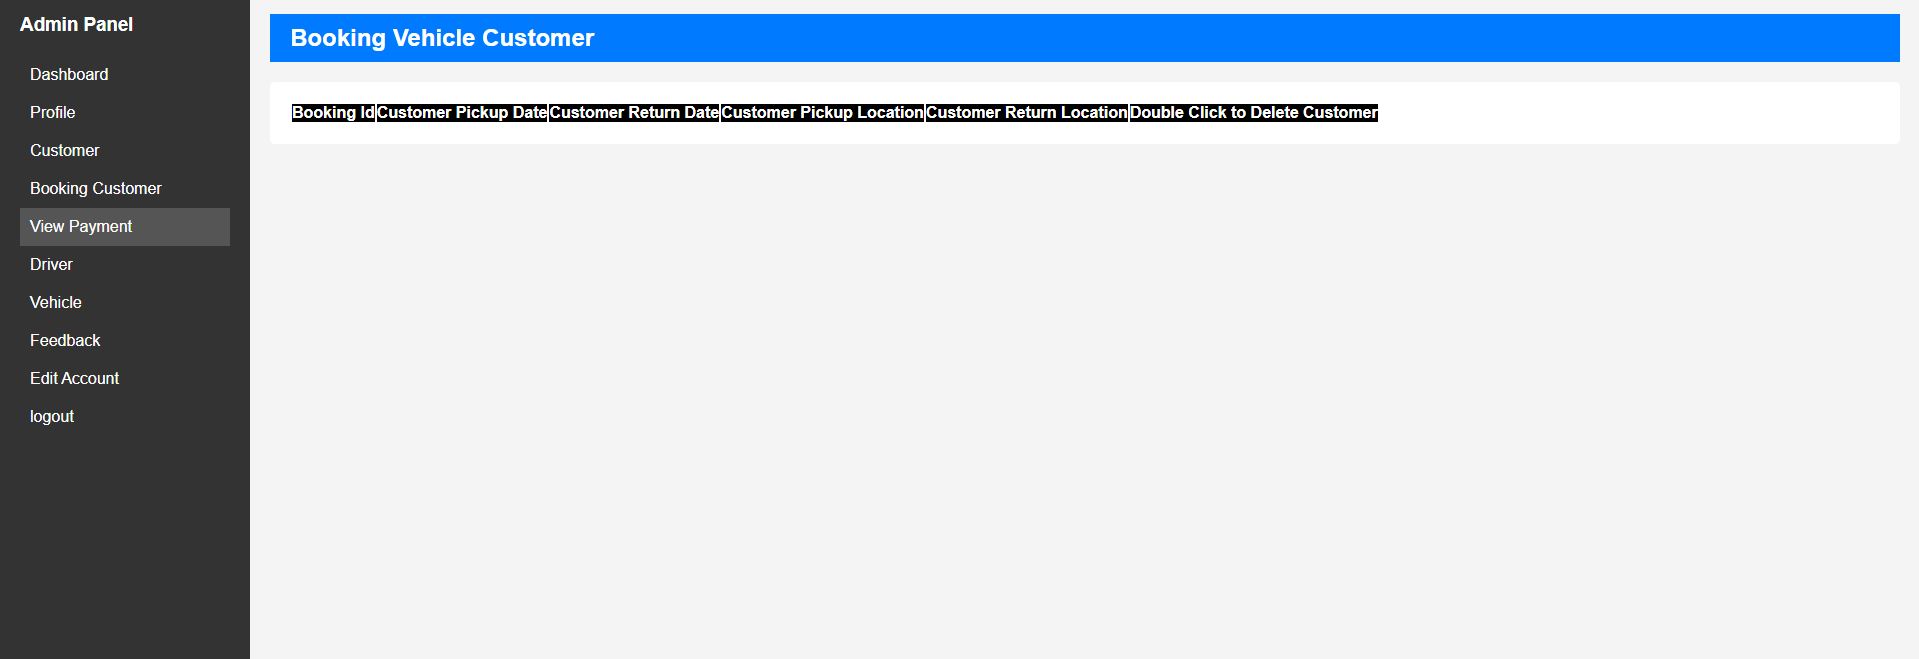 Admin Panel
Dashboard
Profile
Customer
Booking Customer
View Payment
Driver
Vehicle
Feedback
Edit Account
logout
Booking Vehicle Customer
Booking Id Customer Pickup Date Customer Return Date Customer Pickup Location Customer Return Location Double Click to Delete Customer